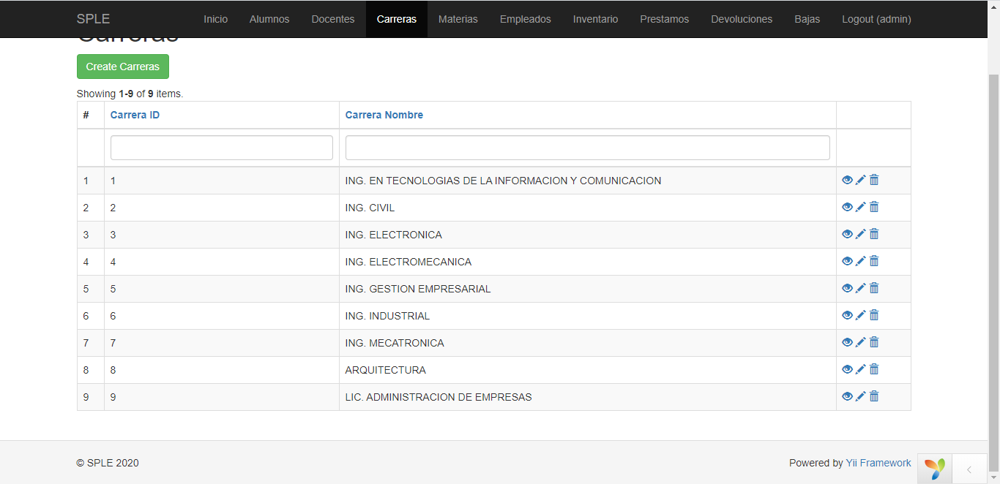 SPLE Inicio Alumnos Docentes Carreras Materias Empleados Inventario Prestamos Devoluciones Bajas Logout (admin)
Carreras
Create Carreras
Showing 1-9 of 9 items.
# Carrera ID Carrera Nombre
1 1 ING. EN TECNOLOGIAS DE LA INFORMACION Y COMUNICACION
2 2 ING. CIVIL
3 3 ING. ELECTRONICA
4 4 ING. ELECTROMECANICA
5 5 ING. GESTION EMPRESARIAL
6 6 ING. INDUSTRIAL
7 7 ING. MECATRONICA
8 8 ARQUITECTURA
9 9 LIC. ADMINISTRACION DE EMPRESAS
© SPLE 2020 Powered by Yii Framework